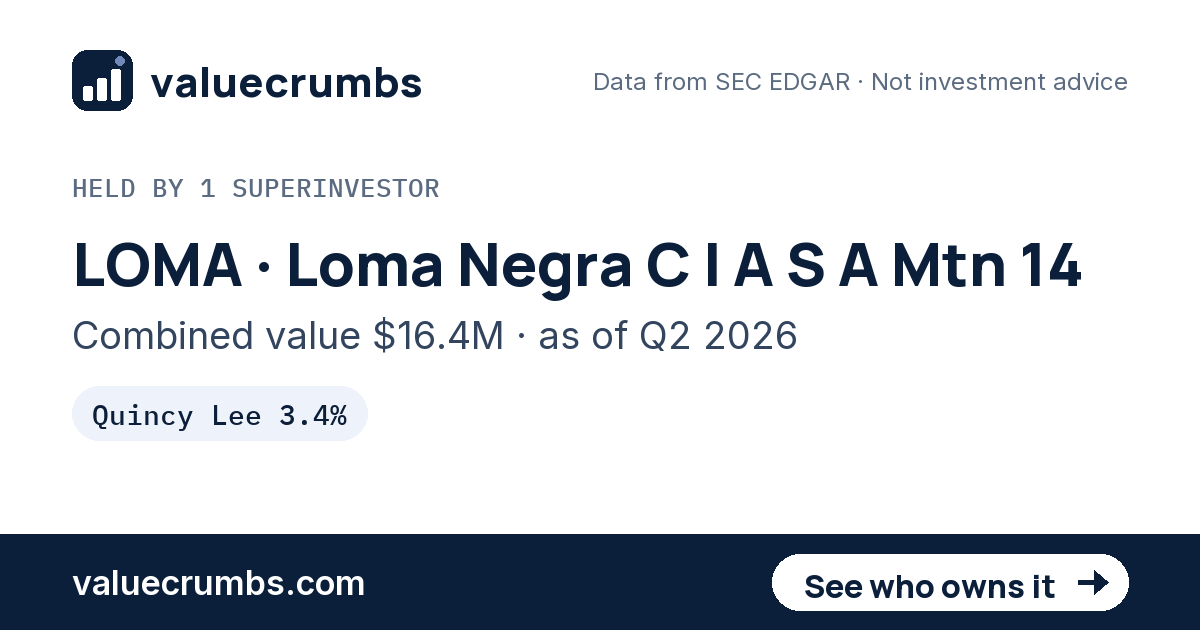 valuecrumbs
Data from SEC EDGAR · Not investment advice
HELD BY 1 SUPERINVESTOR
LOMA · Loma Negra C I A S A Mtn 14
Combined value $16.4M · as of Q2 2026
Quincy Lee 3.4%
valuecrumbs.com
See who owns it →